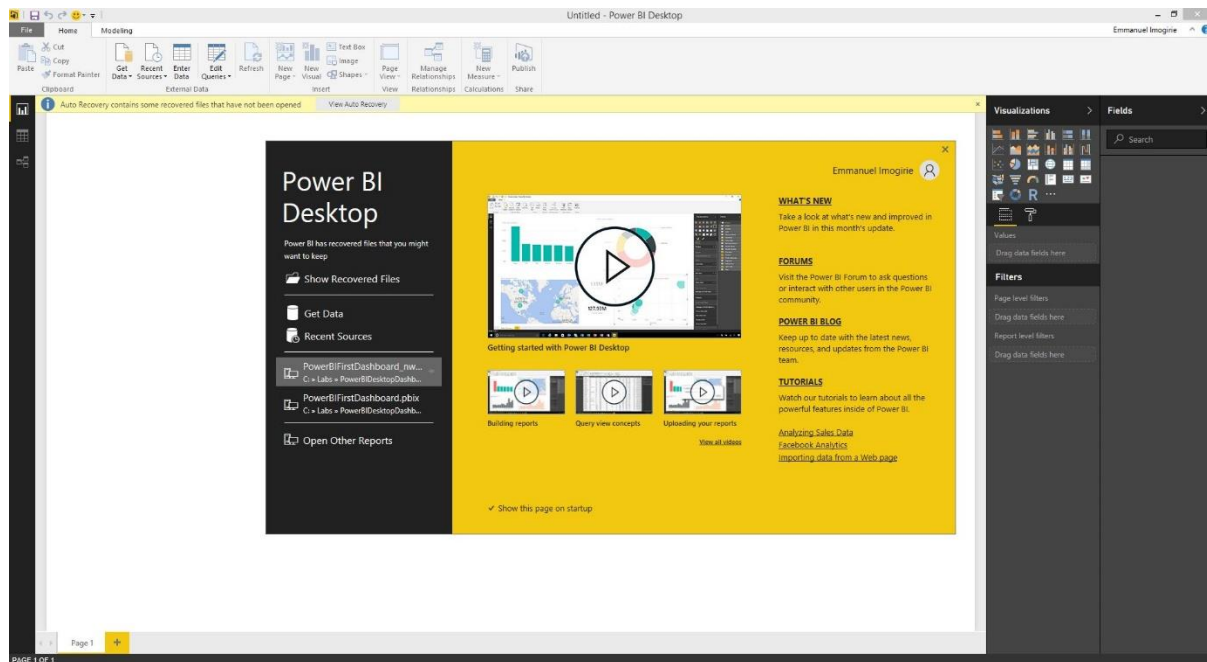 Untitled - Power BI Desktop
File Home Modeling Emmanuel Imogirie
Paste
Cut
Copy
Format Painter
Get Data
Recent Sources
Enter Data
Edit Queries
Refresh
New Page
New Visual
Text Box
Image
Shapes
Page View
Manage Relationships
New Measure
Publish
Clipboard External Data Insert View Relationships Calculations Share
Auto Recovery contains some recovered files that have not been opened View Auto Recovery
Power BI
Desktop
Power BI has recovered files that you might
want to keep
Show Recovered Files
Get Data
Recent Sources
PowerBIFirstDashboard_nw...
C: » Labs » PowerBIDesktopDashb...
PowerBIFirstDashboard.pbix
C: » Labs » PowerBIDesktopDashb...
Open Other Reports
Getting started with Power BI Desktop
Building reports
Query view concepts
Uploading your reports
View all videos
✓ Show this page on startup
Emmanuel Imogirie
WHAT'S NEW
Take a look at what's new and improved in
Power BI in this month's update.
FORUMS
Visit the Power BI Forum to ask questions
or interact with other users in the Power BI
community.
POWER BI BLOG
Keep up to date with the latest news,
resources, and updates from the Power BI
team.
TUTORIALS
Watch our tutorials to learn about all the
powerful features inside of Power BI.
Analyzing Sales Data
Facebook Analytics
Importing data from a Web page
Visualizations
R
Values
Drag data fields here
Filters
Page level filters
Drag data fields here
Report level filters
Drag data fields here
Fields
Search
Page 1
PAGE 1 OF 1